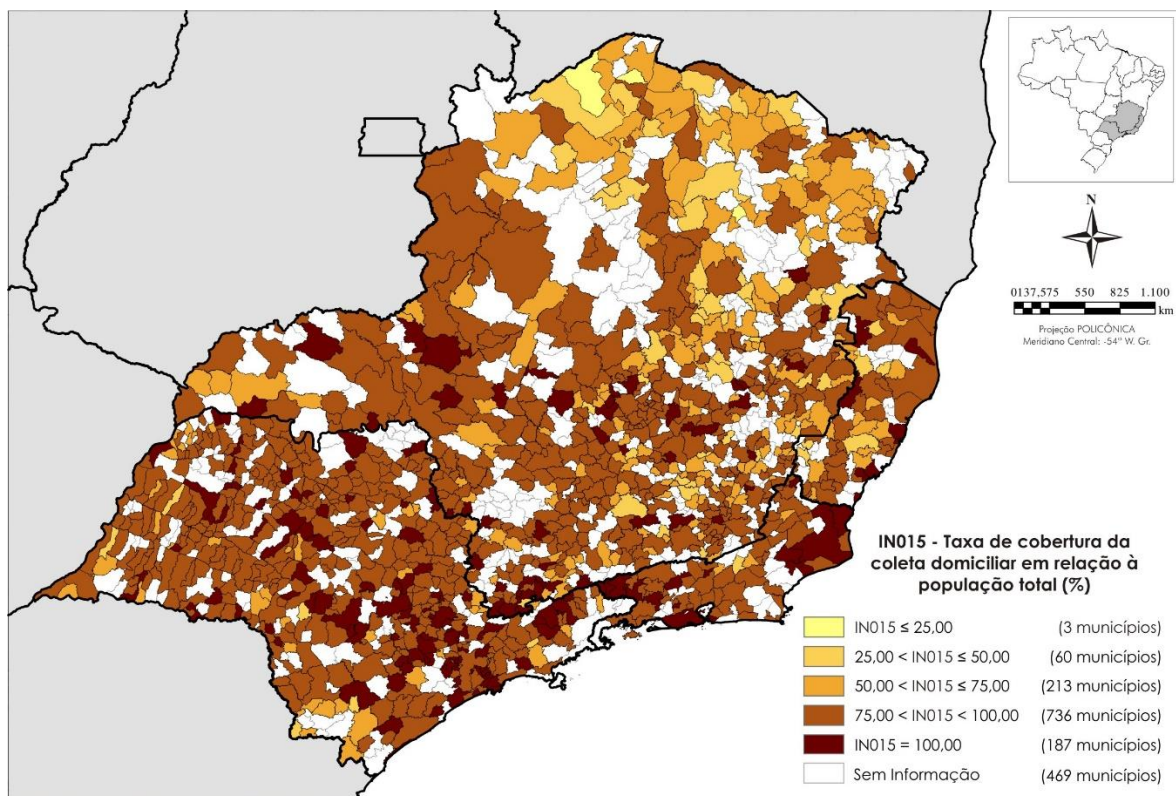 N
0137,575 550 825 1.100
km
Projeção POLICÔNICA
Meridiano Central: -54° W. Gr.
IN015 - Taxa de cobertura da
coleta domiciliar em relação à
população total (%)
IN015 ≤ 25,00 (3 municípios)
25,00 < IN015 ≤ 50,00 (60 municípios)
50,00 < IN015 ≤ 75,00 (213 municípios)
75,00 < IN015 < 100,00 (736 municípios)
IN015 = 100,00 (187 municípios)
Sem Informação (469 municípios)